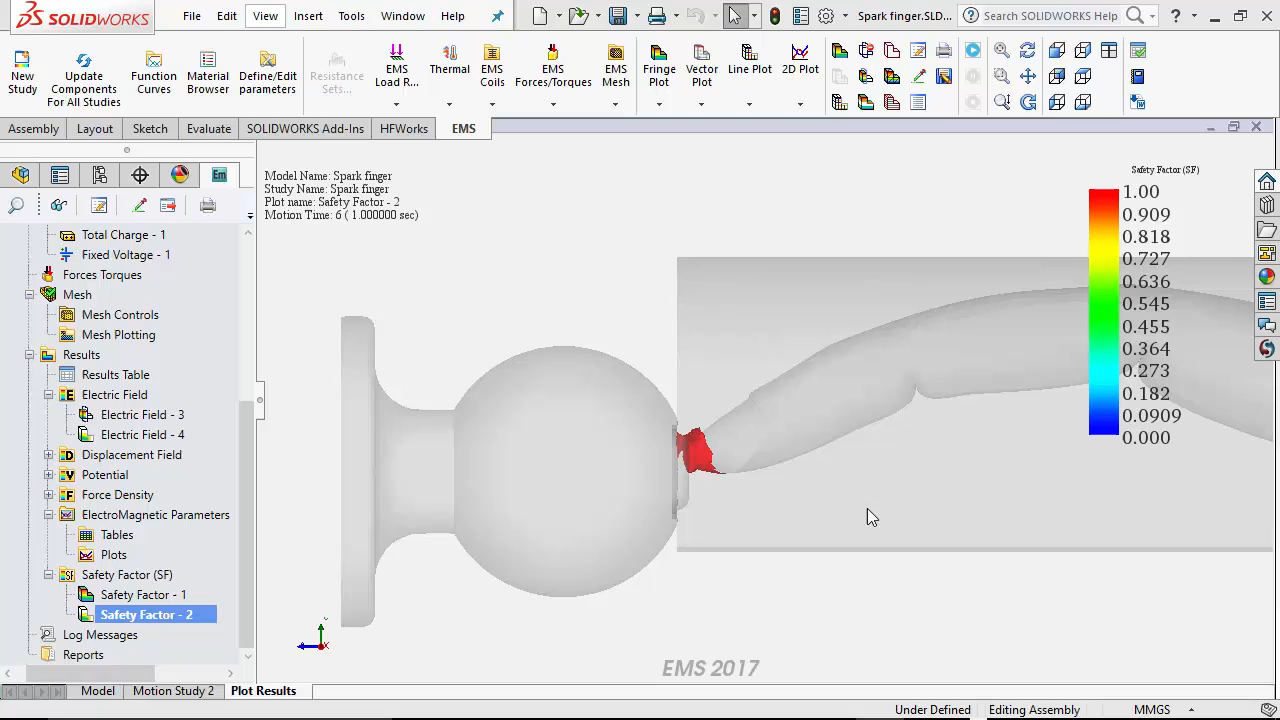 SOLIDWORKS
File Edit View Insert Tools Window Help
Spark finger.SLD...
Search SOLIDWORKS Help
New Study
Update Components For All Studies
Function Curves
Material Browser
Define/Edit parameters
Resistance Sets...
EMS Load R...
Thermal
EMS Coils
EMS Forces/Torques
EMS Mesh
Fringe Plot
Vector Plot
Line Plot
2D Plot
Assembly Layout Sketch Evaluate SOLIDWORKS Add-Ins HFWorks EMS
Em
Total Charge - 1
Fixed Voltage - 1
Forces Torques
Mesh
Mesh Controls
Mesh Plotting
Results
Results Table
Electric Field
Electric Field - 3
Electric Field - 4
Displacement Field
Potential
Force Density
ElectroMagnetic Parameters
Tables
Plots
Safety Factor (SF)
Safety Factor - 1
Safety Factor - 2
Log Messages
Reports
Model Name: Spark finger
Study Name: Spark finger
Plot name: Safety Factor - 2
Motion Time: 6 ( 1.000000 sec)
Safety Factor (SF)
1.00
0.909
0.818
0.727
0.636
0.545
0.455
0.364
0.273
0.182
0.0909
0.000
EMS 2017
Model Motion Study 2 Plot Results
Under Defined Editing Assembly MMGS